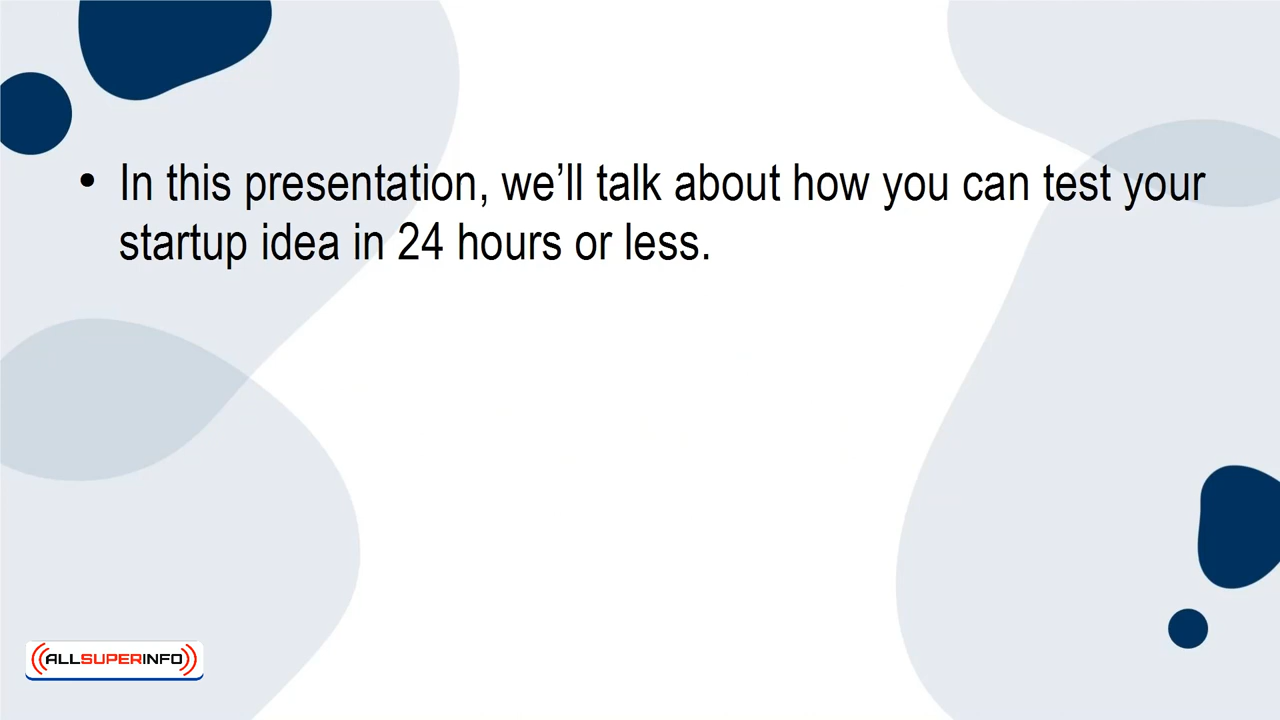 • In this presentation, we’ll talk about how you can test your
startup idea in 24 hours or less.
ALLSUPERINFO